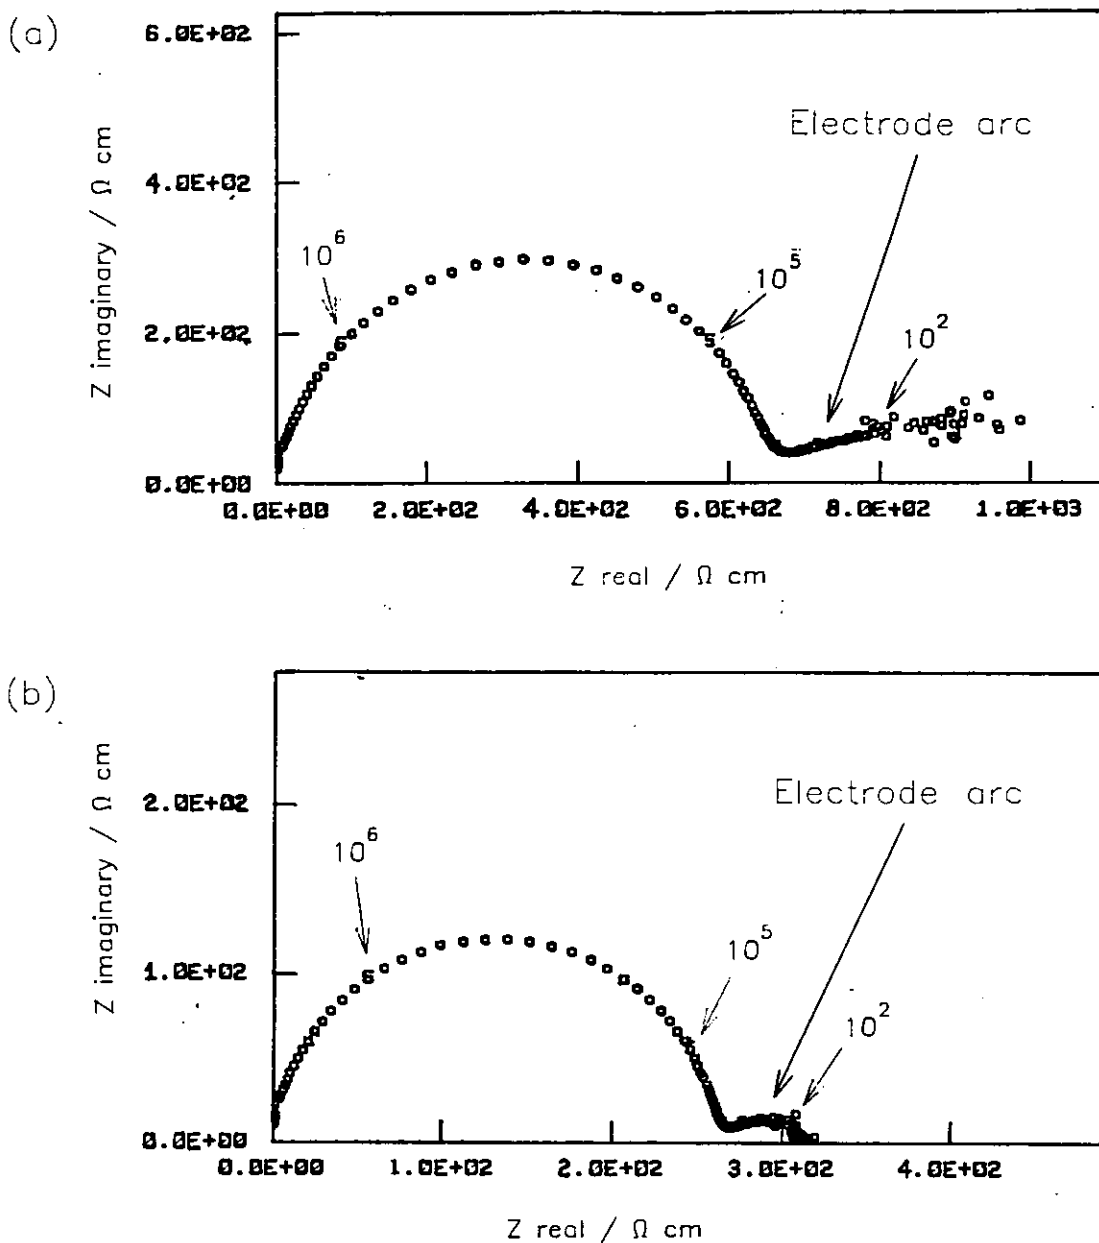 (a)
Z imaginary / Ω cm
6.0E+02
4.0E+02
2.0E+02
0.0E+00
Electrode arc
10^6
10^5
10^2
0.0E+00 2.0E+02 4.0E+02 6.0E+02 8.0E+02 1.0E+03
Z real / Ω cm
(b)
Z imaginary / Ω cm
2.0E+02
1.0E+02
0.0E+00
Electrode arc
10^6
10^5
10^2
0.0E+00 1.0E+02 2.0E+02 3.0E+02 4.0E+02
Z real / Ω cm